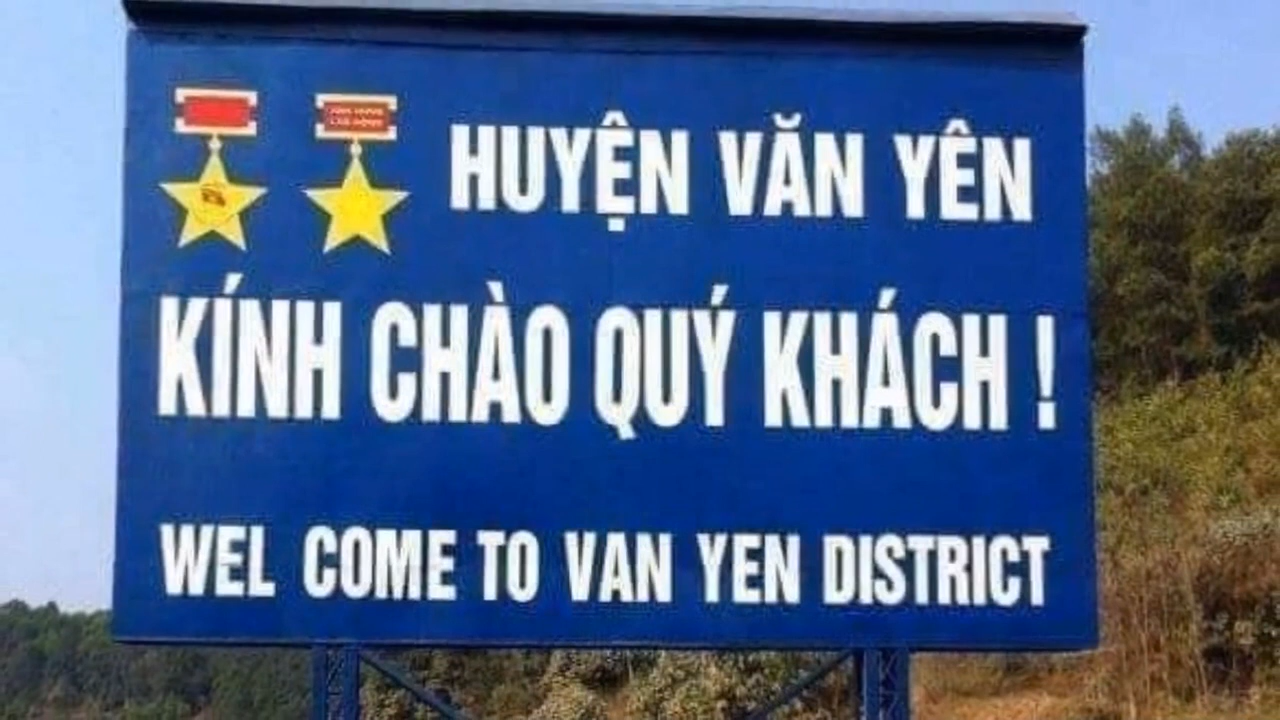 HUYỆN VĂN YÊN
KÍNH CHÀO QUÝ KHÁCH !
WEL COME TO VAN YEN DISTRICT